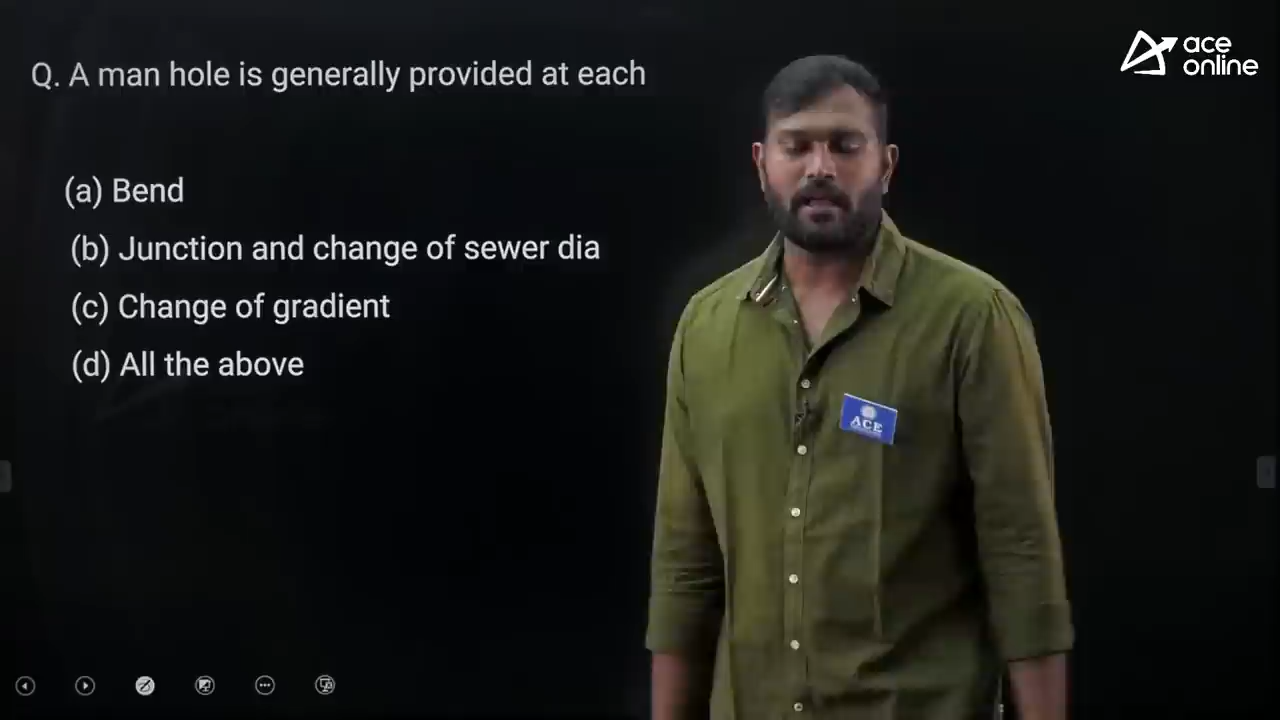 ace
online
Q. A man hole is generally provided at each
(a) Bend
(b) Junction and change of sewer dia
(c) Change of gradient
(d) All the above
ACE